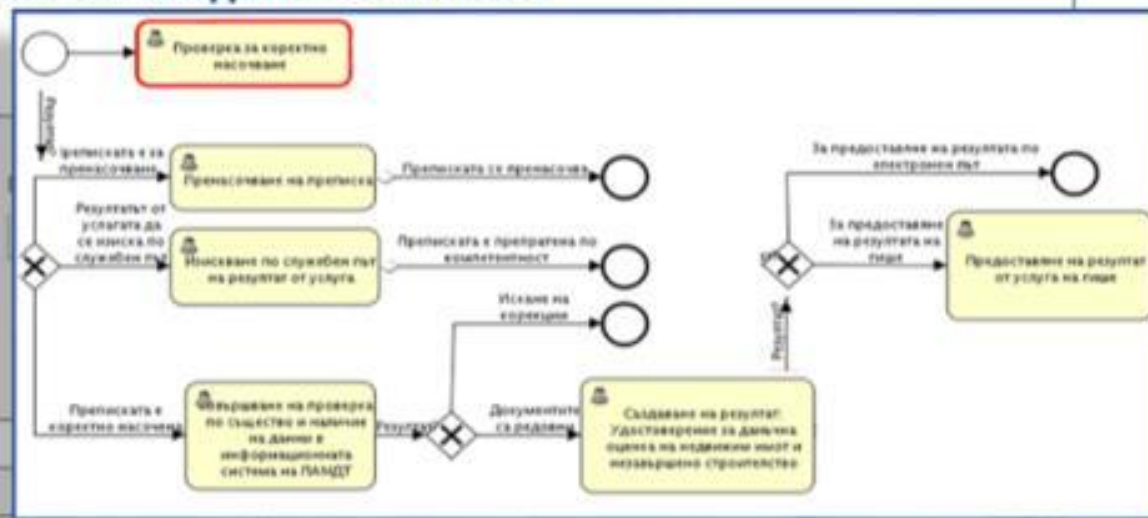 Проверка за коректно
насочване
Резултат?
Преписката е за
пренасочване
Пренасочване на преписка
Преписката се пренасочва
За предоставяне на резултата по
електронен път
Резултатът от
услугата да
се изиска по
служебен път
Изискване по служебен път
на резултат от услуга
Преписката е препратена по
компетентност
За предоставяне
на резултата на
гише
Предоставяне на резултат
от услуга на гише
Искане на
корекции
Резултат?
Преписката е
коректно насочена
Извършване на проверка
по същество и наличие
на данни в
информационната
система на ПАМДТ
Резултат?
Документите
са редовни
Създаване на резултат:
Удостоверение за данъчна
оценка на недвижим имот и
незавършено строителство